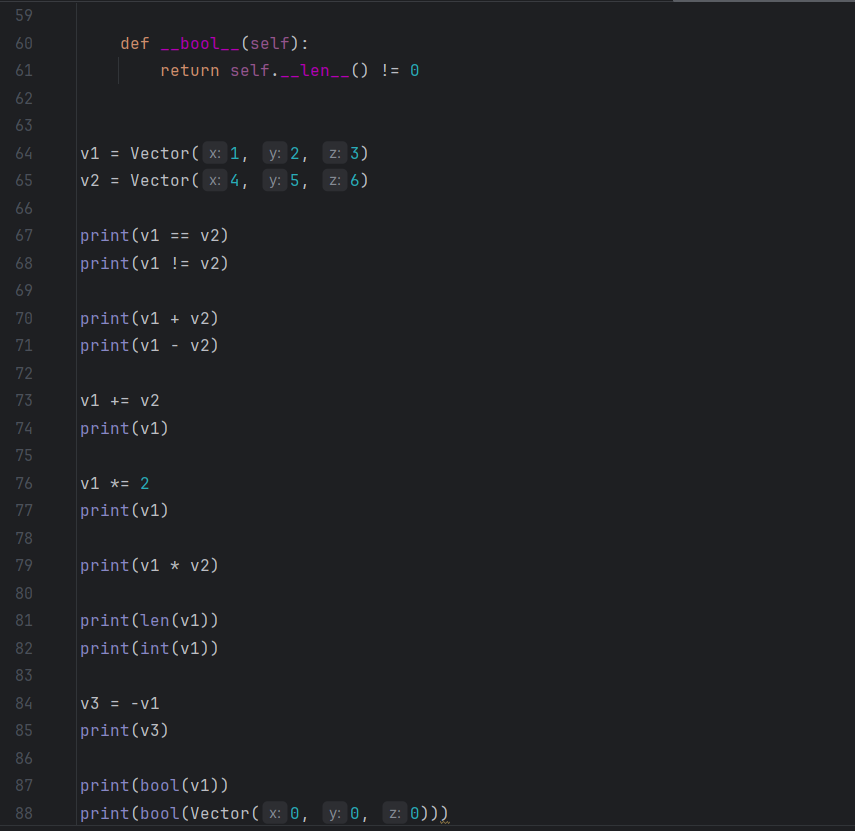 59
60 def __bool__(self):
61 return self.__len__() != 0
62
63
64 v1 = Vector( x: 1, y: 2, z: 3)
65 v2 = Vector( x: 4, y: 5, z: 6)
66
67 print(v1 == v2)
68 print(v1 != v2)
69
70 print(v1 + v2)
71 print(v1 - v2)
72
73 v1 += v2
74 print(v1)
75
76 v1 *= 2
77 print(v1)
78
79 print(v1 * v2)
80
81 print(len(v1))
82 print(int(v1))
83
84 v3 = -v1
85 print(v3)
86
87 print(bool(v1))
88 print(bool(Vector( x: 0, y: 0, z: 0)))